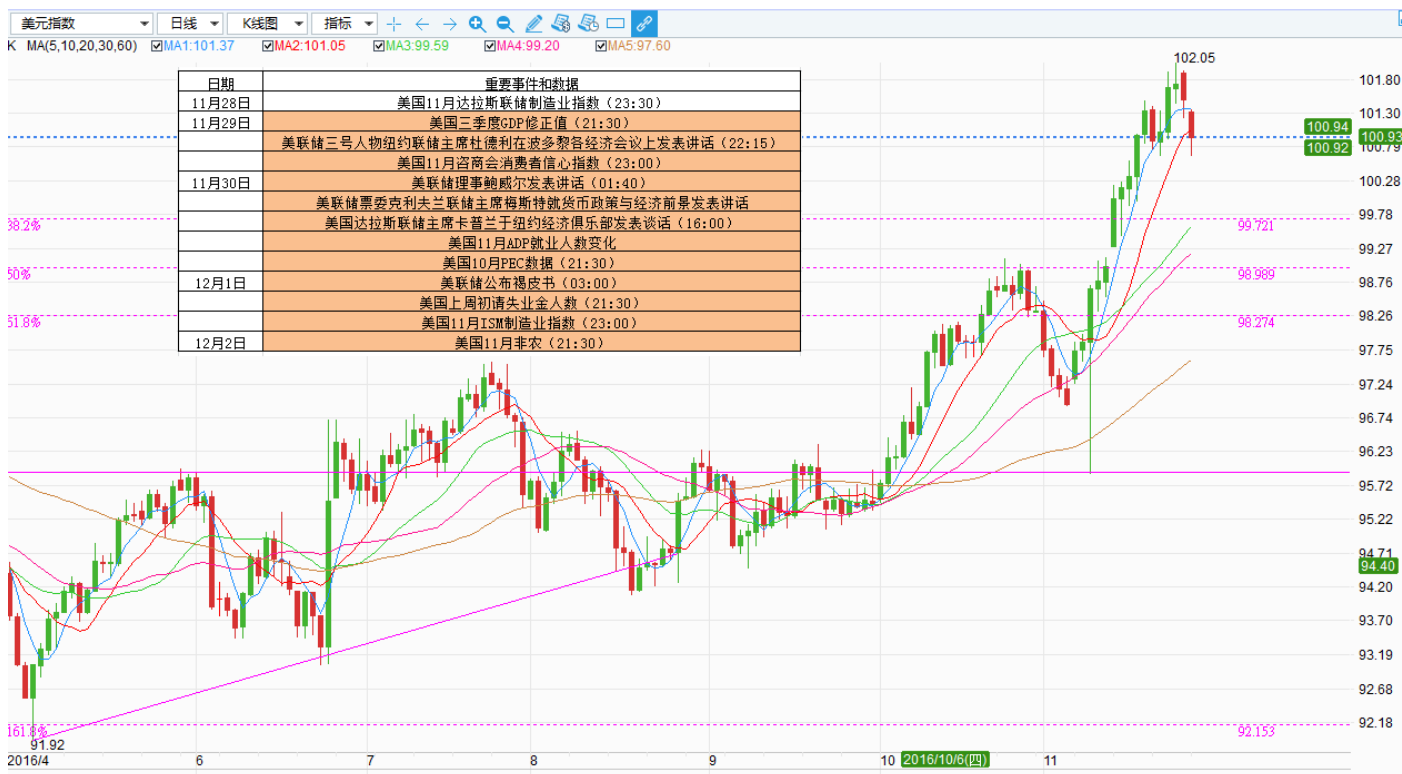 美元指数 日线 K线图 指标
K MA(5,10,20,30,60) MA1:101.37 MA2:101.05 MA3:99.59 MA4:99.20 MA5:97.60
102.05
日期 重要事件和数据
11月28日 美国11月达拉斯联储制造业指数(23:30)
11月29日 美国三季度GDP修正值(21:30)
美联储三号人物纽约联储主席杜德利在波多黎各经济会议上发表讲话(22:15)
美国11月咨商会消费者信心指数(23:00)
11月30日 美联储理事鲍威尔发表讲话(01:40)
美联储票委克利夫兰联储主席梅斯特就货币政策与经济前景发表讲话
美国达拉斯联储主席卡普兰于纽约经济俱乐部发表谈话(16:00)
美国11月ADP就业人数变化
美国10月PEC数据(21:30)
12月1日 美联储公布褐皮书(03:00)
美国上周初请失业金人数(21:30)
美国11月ISM制造业指数(23:00)
12月2日 美国11月非农(21:30)
101.80
101.30
100.94
100.93
100.92
100.79
100.28
99.78
38.2% 99.721
99.27
50% 98.989
98.76
98.26
61.8% 98.274
97.75
97.24
96.74
96.23
95.72
95.22
94.71
94.40
94.20
93.70
93.19
92.68
92.18
161.8% 92.153
91.92
2016/4 6 7 8 9 10 2016/10/6(四) 11